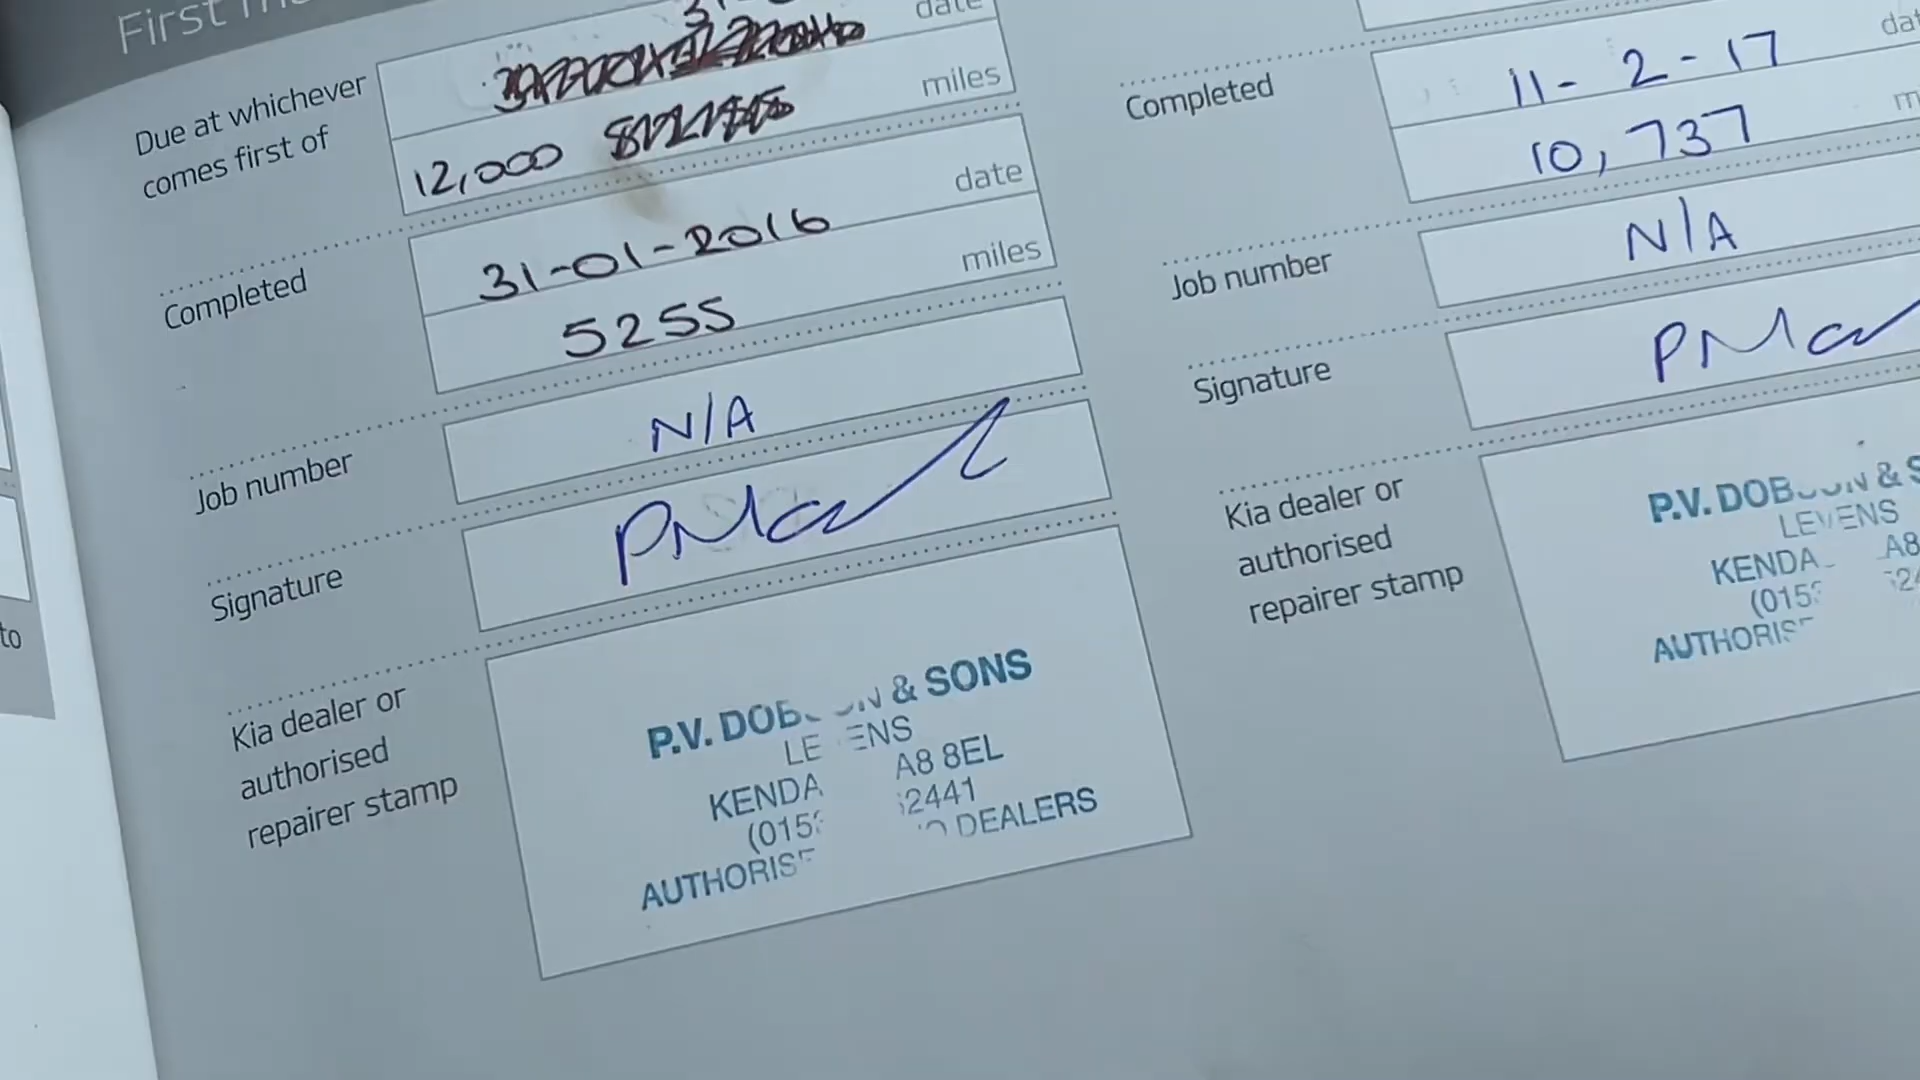 First
date
Due at whichever
comes first of
12,000 miles
Completed
31-01-2016 date
5255 miles
Job number
N/A
Signature
Kia dealer or
authorised
repairer stamp
P.V. DOB N & SONS
LE ENS
KENDA A8 8EL
(015 2441
AUTHORIS DEALERS
Completed
11-2-17
10,737
Job number
N/A
Signature
Kia dealer or
authorised
repairer stamp
P.V. DOB N & S
LEVENS
KENDA A8
(015
AUTHORIS
to